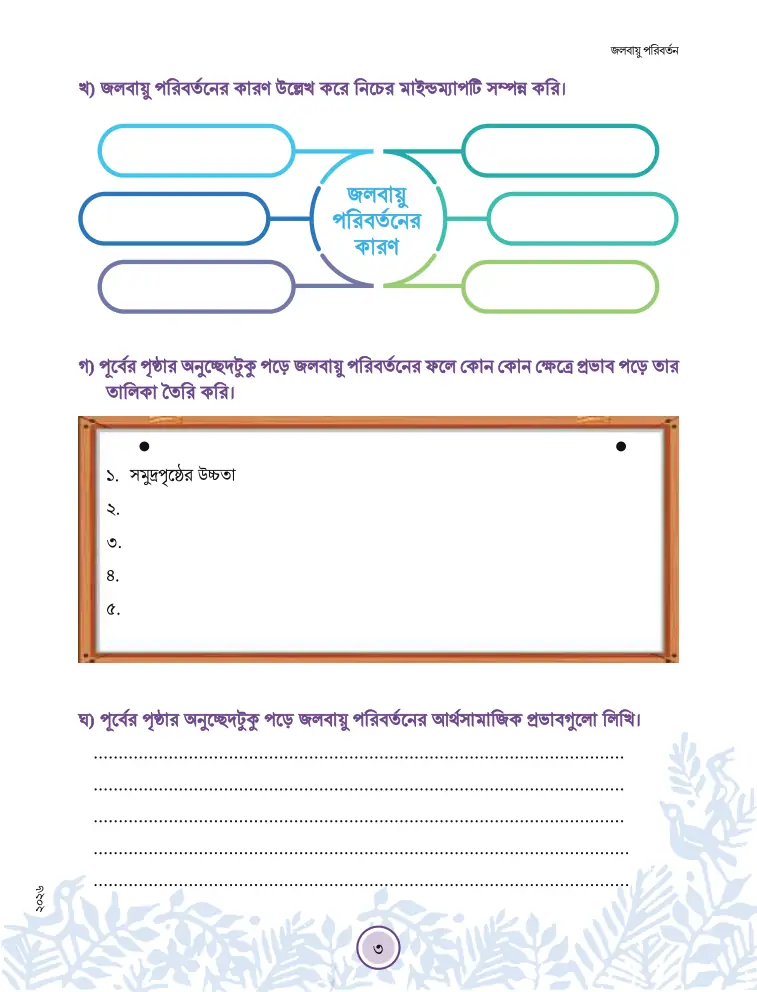 জলবায়ু পরিবর্তন
খ) জলবায়ু পরিবর্তনের কারণ উল্লেখ করে নিচের মাইন্ডম্যাপটি সম্পন্ন করি।
জলবায়ু
পরিবর্তনের
কারণ
গ) পূর্বের পৃষ্ঠার অনুচ্ছেদটুকু পড়ে জলবায়ু পরিবর্তনের ফলে কোন কোন ক্ষেত্রে প্রভাব পড়ে তার
তালিকা তৈরি করি।
১. সমুদ্রপৃষ্ঠের উচ্চতা
২.
৩.
৪.
৫.
ঘ) পূর্বের পৃষ্ঠার অনুচ্ছেদটুকু পড়ে জলবায়ু পরিবর্তনের আর্থসামাজিক প্রভাবগুলো লিখি।
..........................................................................................................
..........................................................................................................
..........................................................................................................
...........................................................................................................
...........................................................................................................
২০২৬
৩